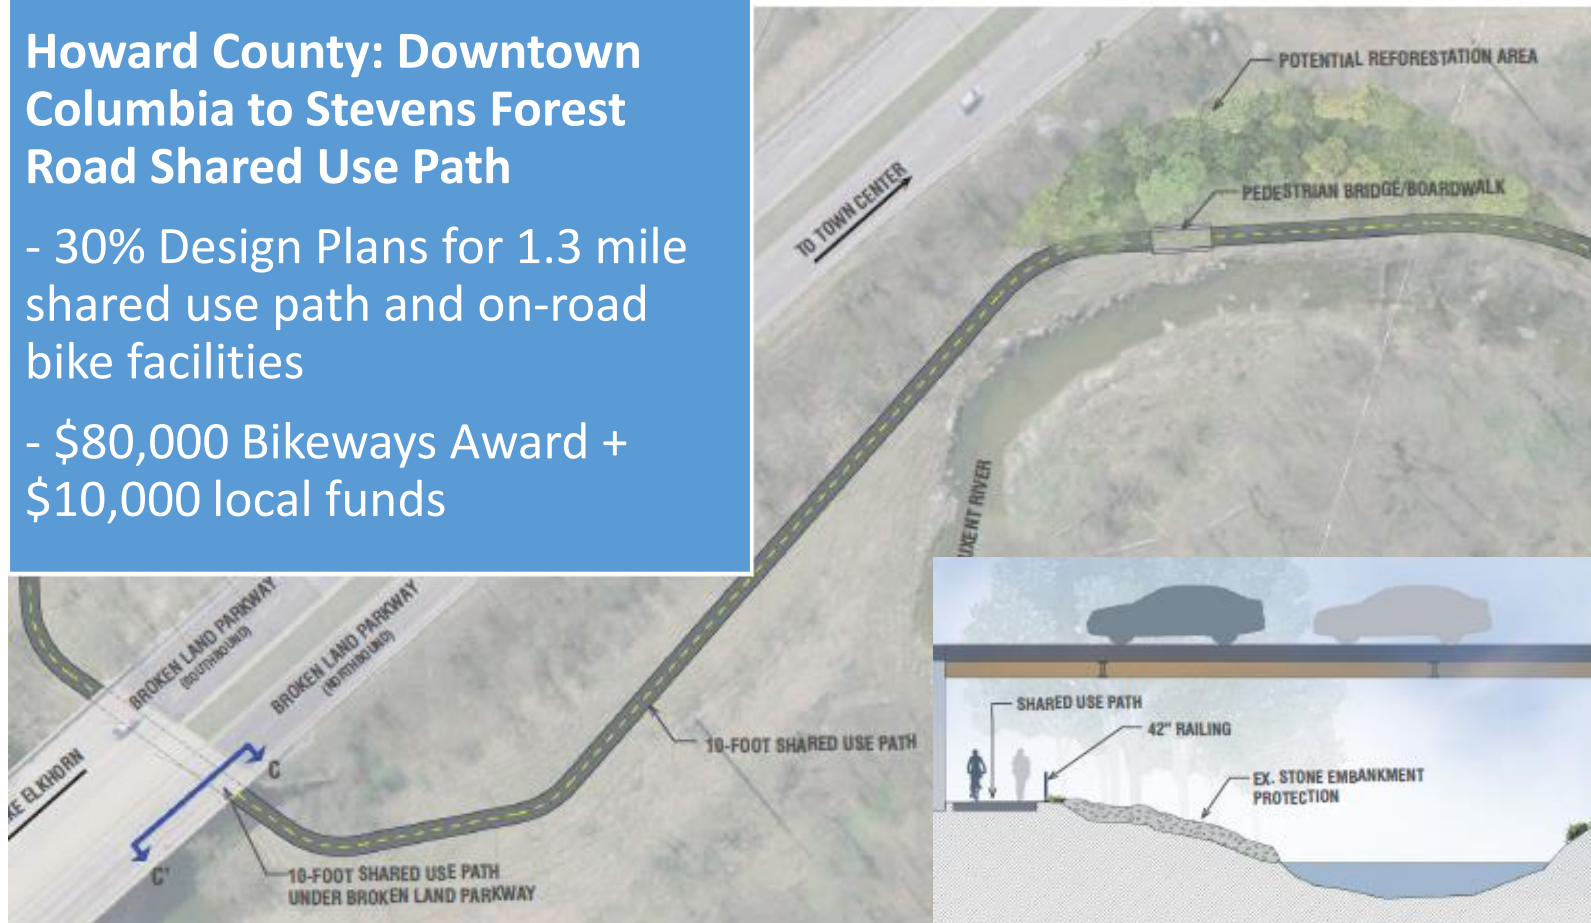 Howard County: Downtown
Columbia to Stevens Forest
Road Shared Use Path
- 30% Design Plans for 1.3 mile
shared use path and on-road
bike facilities
- $80,000 Bikeways Award +
$10,000 local funds
POTENTIAL REFORESTATION AREA
PEDESTRIAN BRIDGE/BOARDWALK
TO TOWN CENTER
RIVER
BROKEN LAND PARKWAY
(SOUTHBOUND)
BROKEN LAND PARKWAY
(NORTHBOUND)
ELKHORN
C
C'
10-FOOT SHARED USE PATH
10-FOOT SHARED USE PATH
UNDER BROKEN LAND PARKWAY
SHARED USE PATH
42" RAILING
EX. STONE EMBANKMENT
PROTECTION